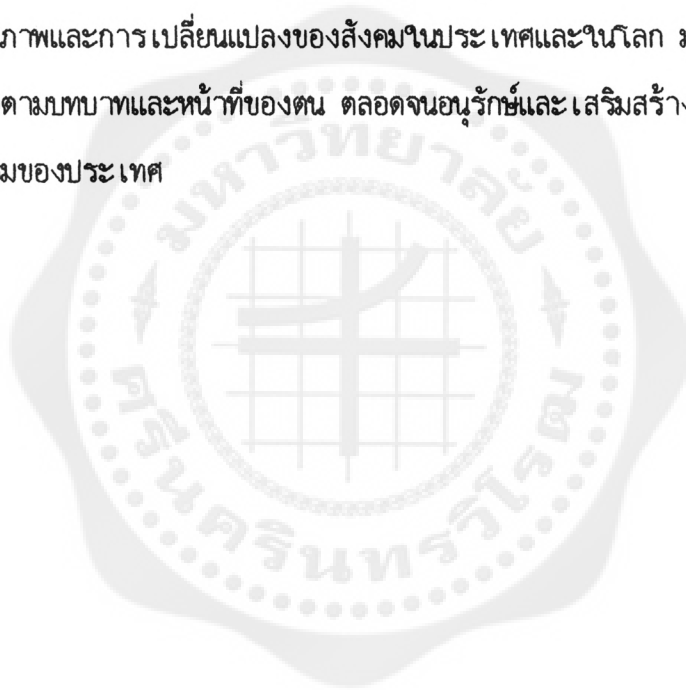 ภาพและการเปลี่ยนแปลงของสังคมในประเทศและในโลก
ตามบทบาทและหน้าที่ของตน ตลอดจนอนุรักษ์และเสริมสร้าง
มของประเทศ
มหาวิทยาลัย
ศรีนครินทรวิโรฒ